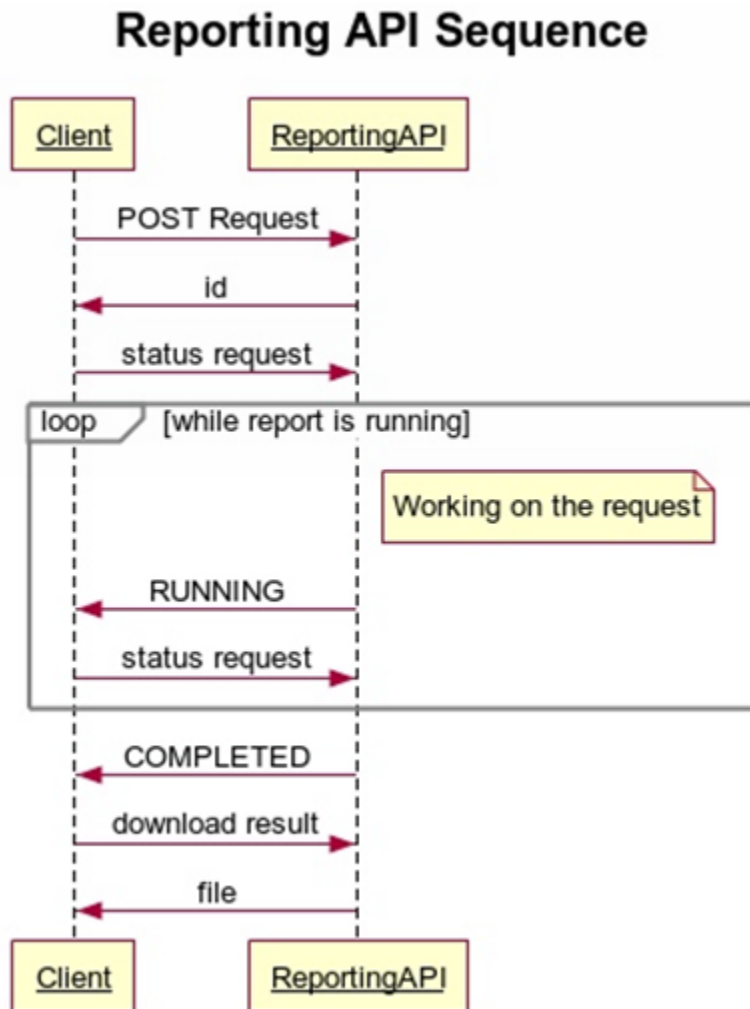 Reporting API Sequence
Client
ReportingAPI
POST Request
id
status request
loop
[while report is running]
Working on the request
RUNNING
status request
COMPLETED
download result
file
Client
ReportingAPI